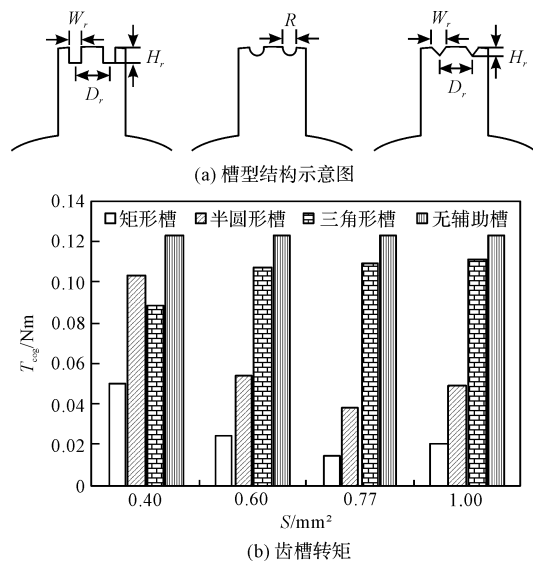 W_r R W_r
H_r H_r
D_r D_r
(a) 槽型结构示意图
0.14
矩形槽 半圆形槽 三角形槽 无辅助槽
0.12
0.10
0.08
0.06
0.04
0.02
0
T_cog/Nm
0.40 0.60 0.77 1.00
S/mm²
(b) 齿槽转矩